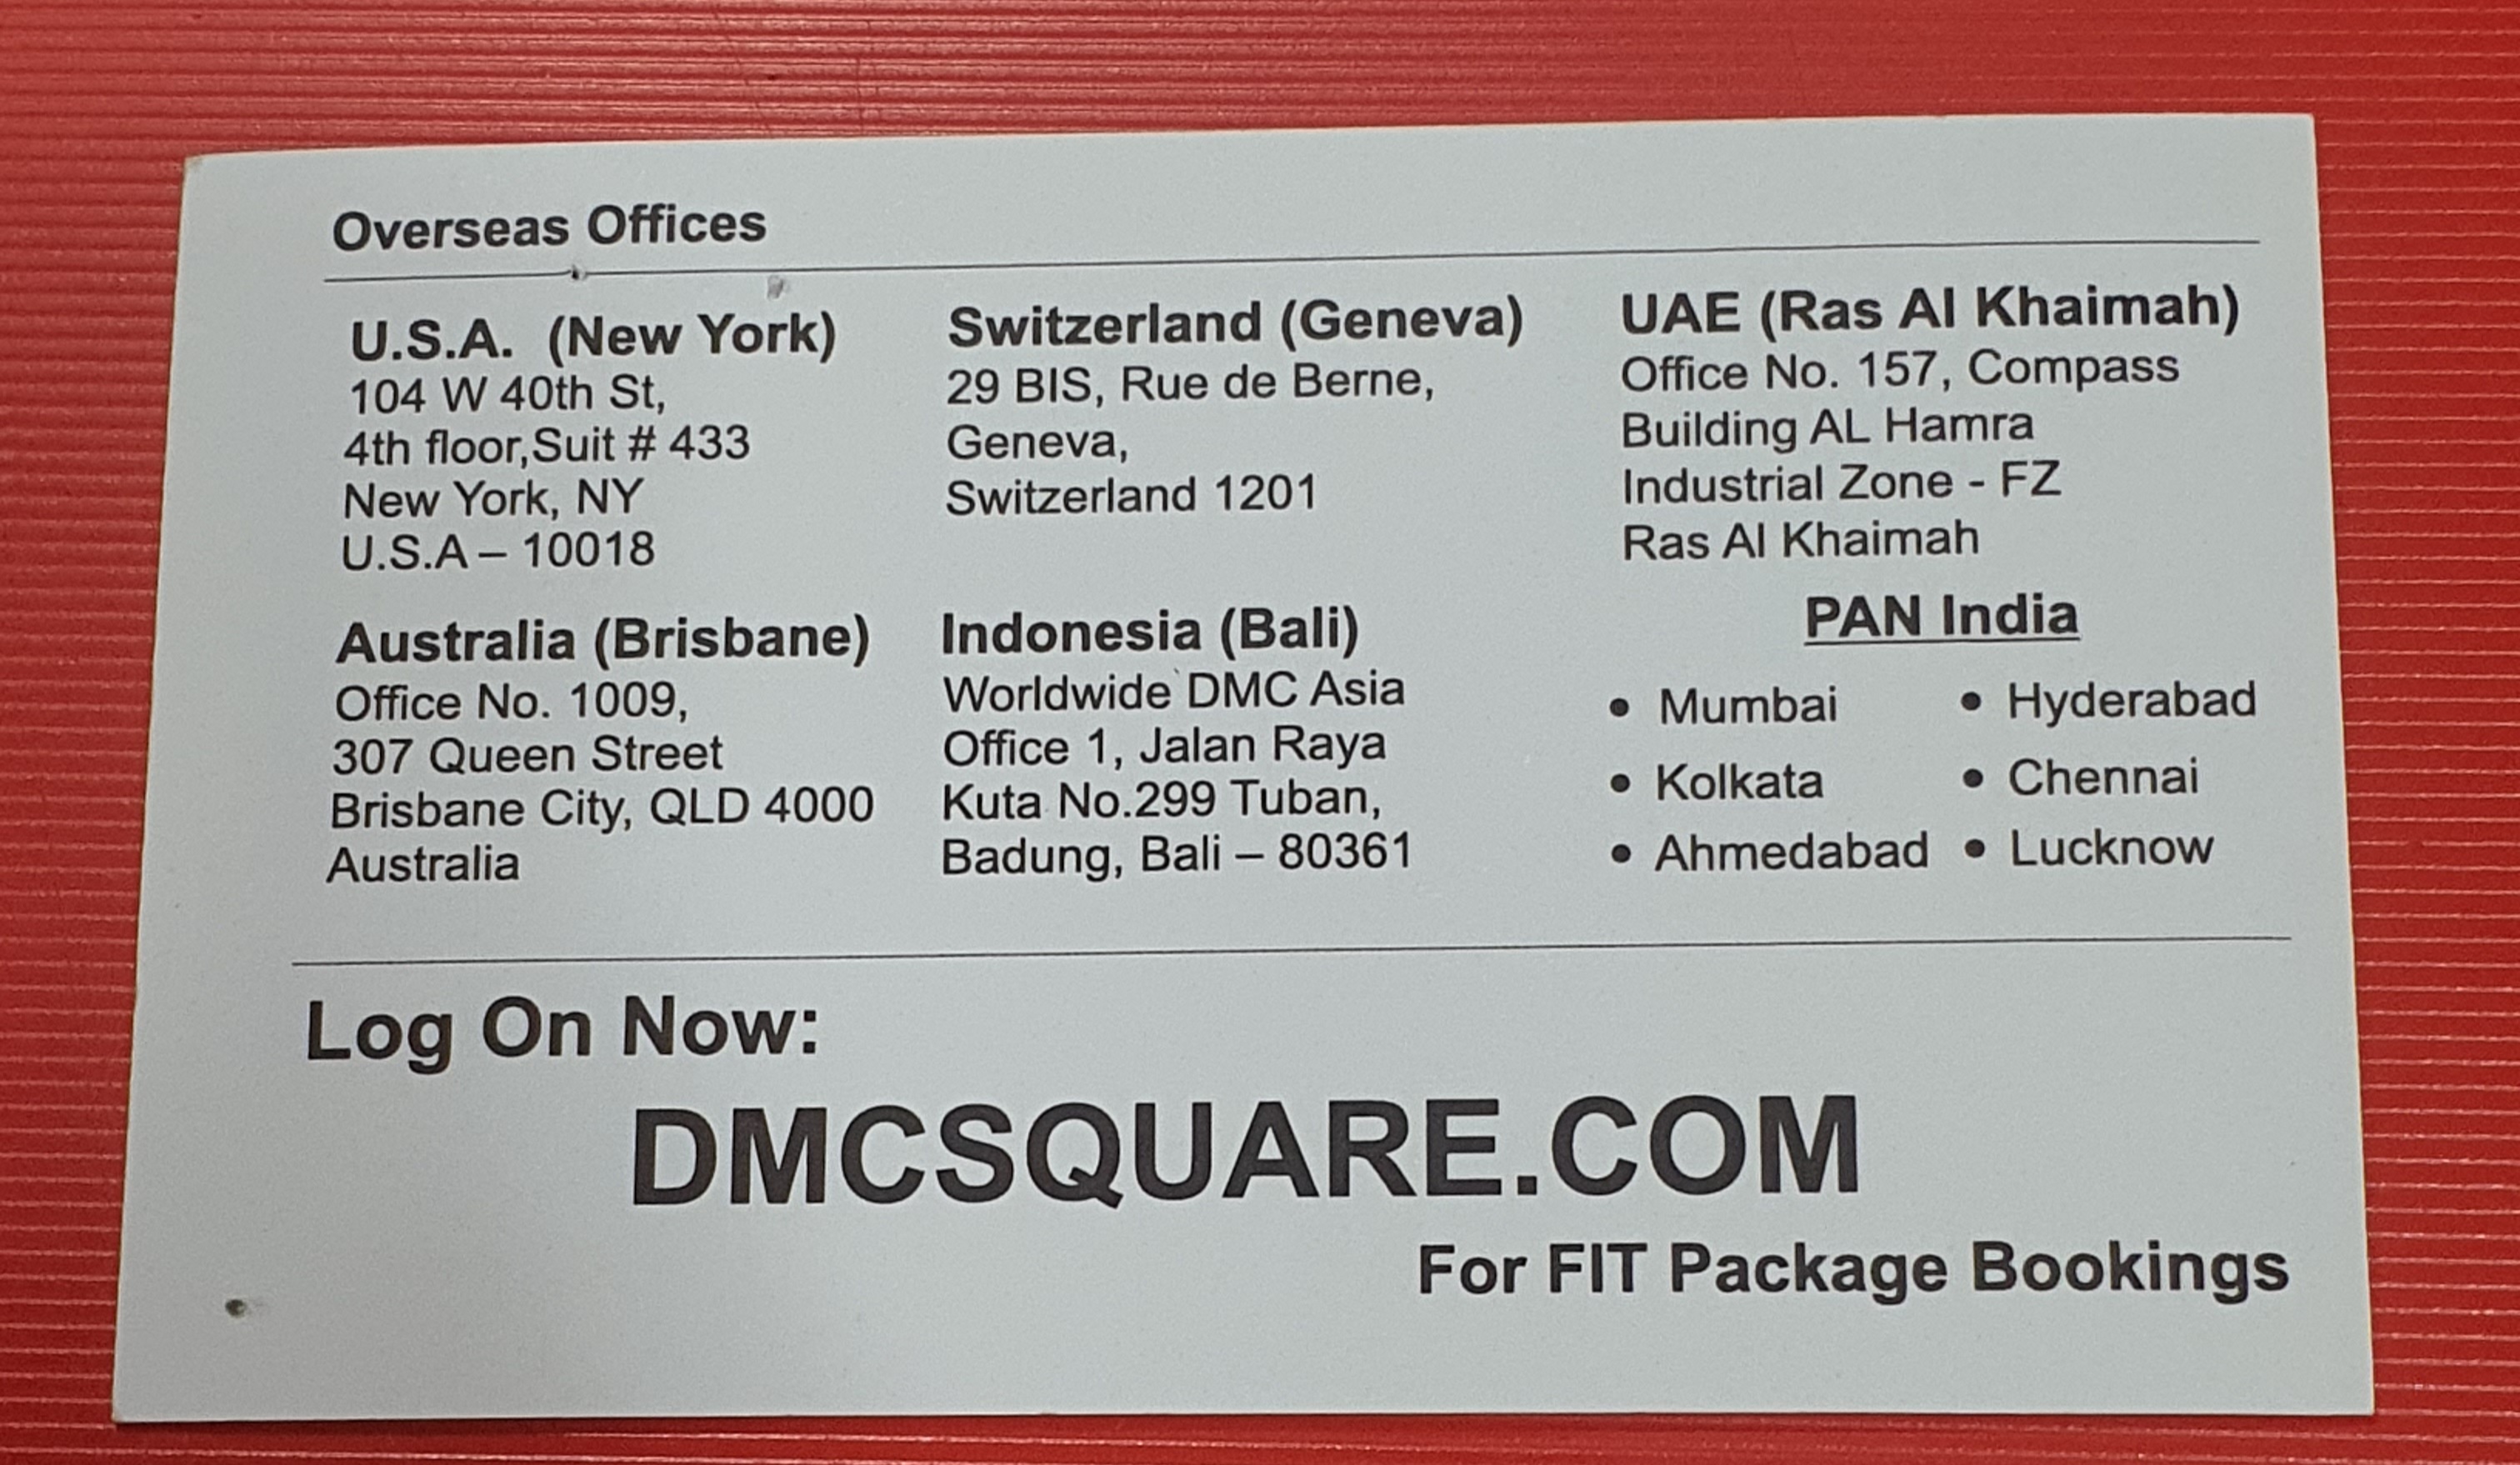 Overseas Offices
U.S.A. (New York)
104 W 40th St,
4th floor,Suit # 433
New York, NY
U.S.A – 10018
Switzerland (Geneva)
29 BIS, Rue de Berne,
Geneva,
Switzerland 1201
UAE (Ras Al Khaimah)
Office No. 157, Compass
Building AL Hamra
Industrial Zone - FZ
Ras Al Khaimah
Australia (Brisbane)
Office No. 1009,
307 Queen Street
Brisbane City, QLD 4000
Australia
Indonesia (Bali)
Worldwide DMC Asia
Office 1, Jalan Raya
Kuta No.299 Tuban,
Badung, Bali – 80361
PAN India
• Mumbai • Hyderabad
• Kolkata • Chennai
• Ahmedabad • Lucknow
Log On Now:
DMCSQUARE.COM
For FIT Package Bookings